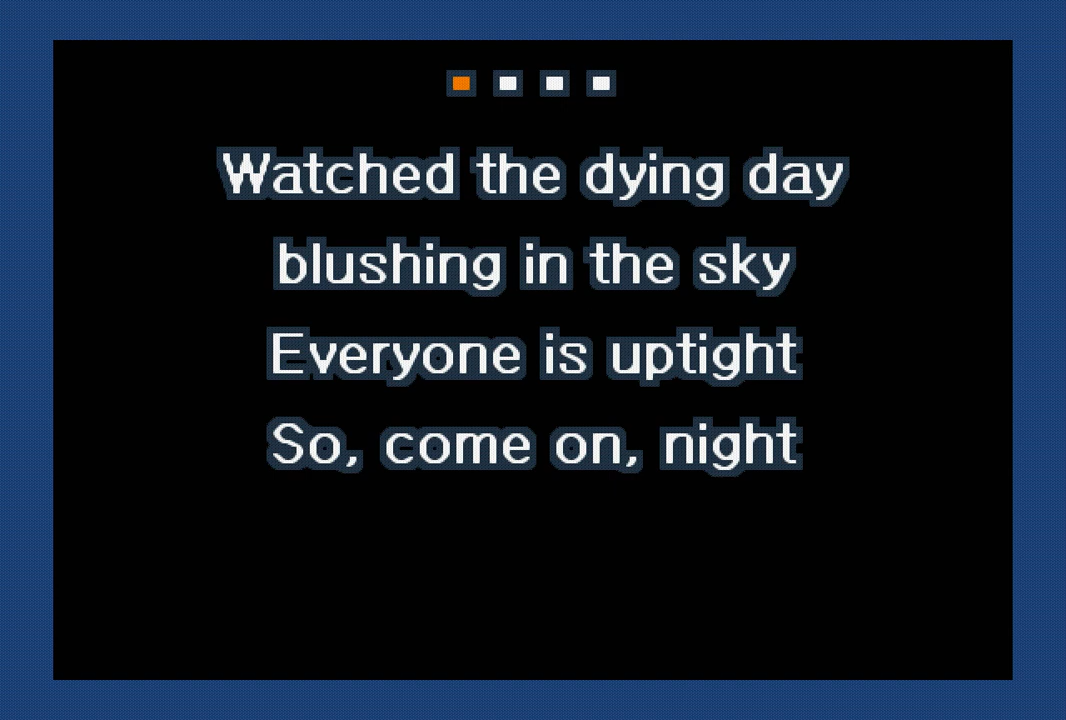 Watched the dying day
blushing in the sky
Everyone is uptight
So, come on, night